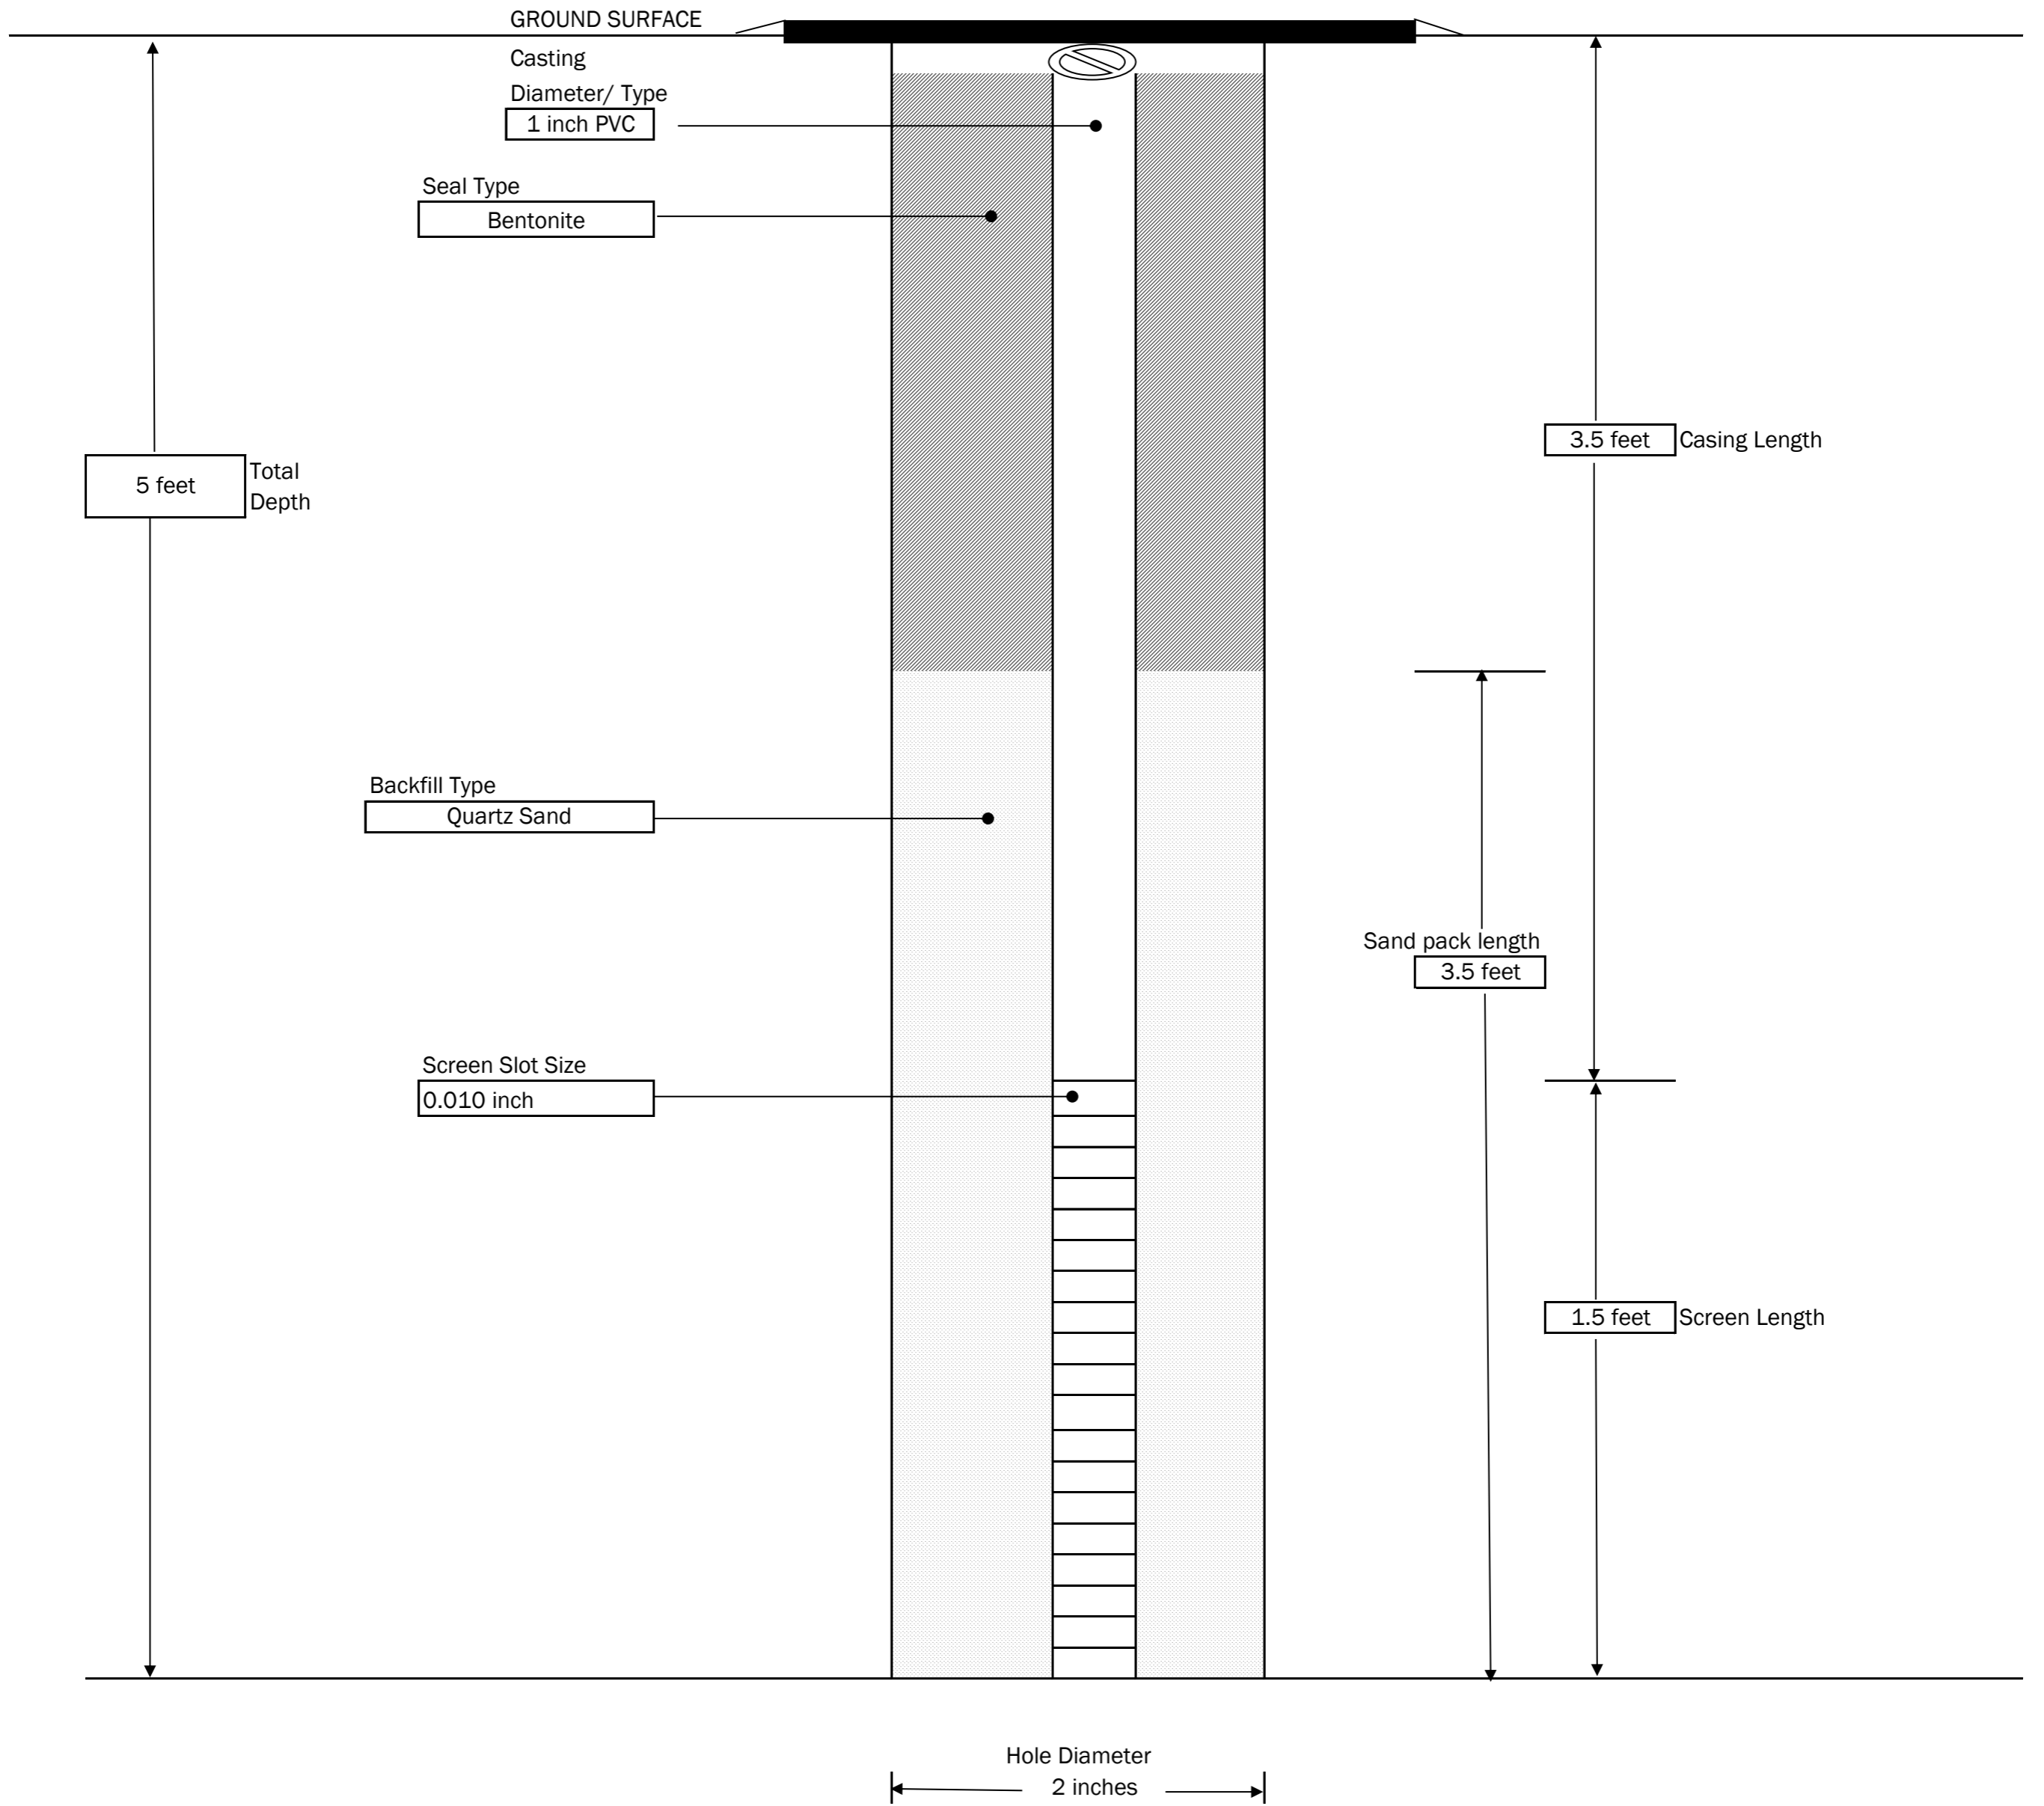 GROUND SURFACE
Casting
Diameter/ Type
1 inch PVC
Seal Type
Bentonite
3.5 feet Casing Length
5 feet
Total
Depth
Backfill Type
Quartz Sand
Sand pack length
3.5 feet
Screen Slot Size
0.010 inch
1.5 feet Screen Length
Hole Diameter
2 inches